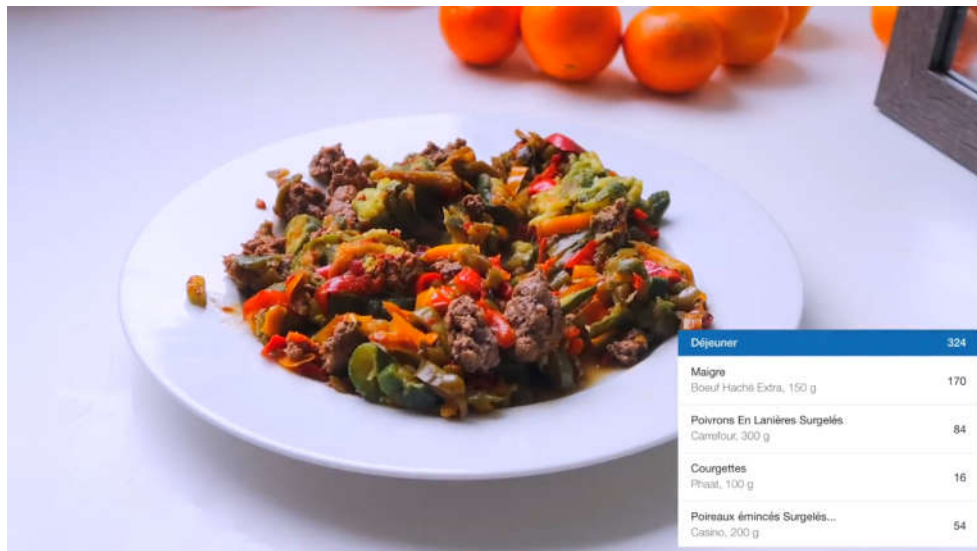 Déjeuner 324
Maigre
Boeuf Haché Extra, 150 g 170
Poivrons En Lanières Surgelés
Carrefour, 300 g 84
Courgettes
Phaat, 100 g 16
Poireaux émincés Surgelés...
Casino, 200 g 54